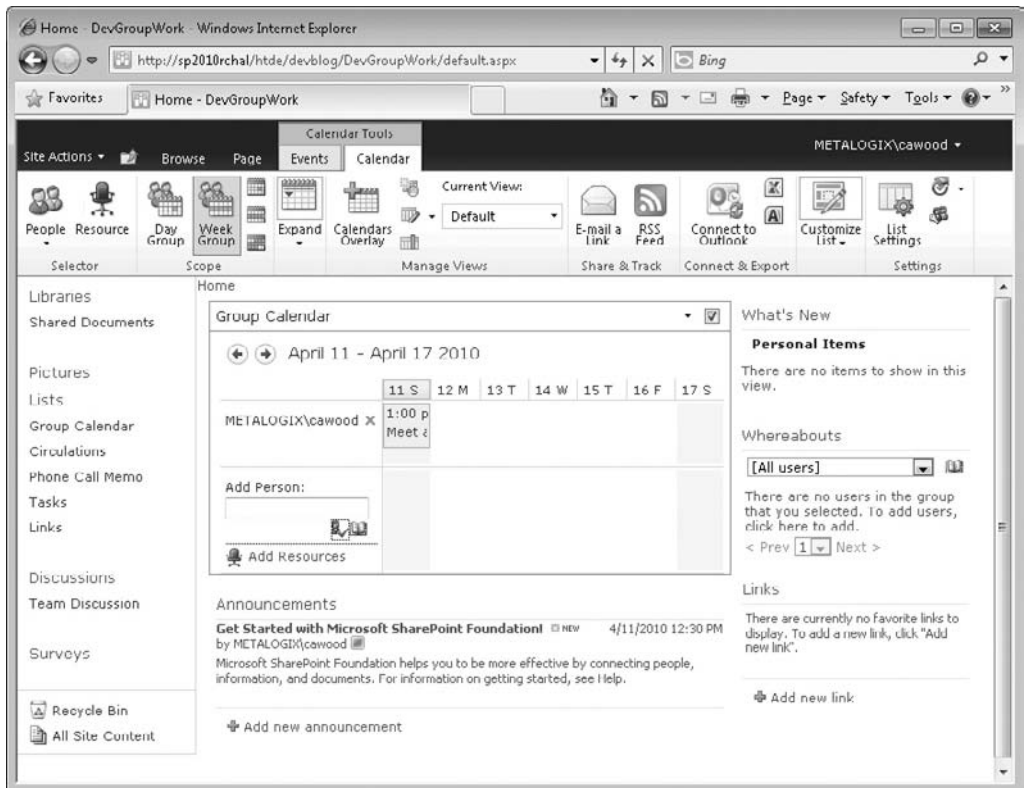 Home - DevGroupWork - Windows Internet Explorer
http://sp2010rchal/htde/devblog/DevGroupWork/default.aspx
Bing
Favorites
Home - DevGroupWork
Page
Safety
Tools
Calendar Tools
METALOGIX\cawood
Site Actions
Browse
Page
Events
Calendar
People
Resource
Day Group
Week Group
Expand
Calendars Overlay
Current View:
Default
E-mail a Link
RSS Feed
Connect to Outlook
Customize List
List Settings
Selector
Scope
Manage Views
Share & Track
Connect & Export
Settings
Libraries
Shared Documents
Pictures
Lists
Group Calendar
Circulations
Phone Call Memo
Tasks
Links
Discussions
Team Discussion
Surveys
Recycle Bin
All Site Content
Home
Group Calendar
April 11 - April 17 2010
11 S 12 M 13 T 14 W 15 T 16 F 17 S
METALOGIX\cawood
1:00 p
Meet a
Add Person:
Add Resources
Announcements
Get Started with Microsoft SharePoint Foundation! NEW 4/11/2010 12:30 PM
by METALOGIX\cawood
Microsoft SharePoint Foundation helps you to be more effective by connecting people,
information, and documents. For information on getting started, see Help.
Add new announcement
What's New
Personal Items
There are no items to show in this
view.
Whereabouts
[All users]
There are no users in the group
that you selected. To add users,
click here to add.
< Prev 1 Next >
Links
There are currently no favorite links to
display. To add a new link, click "Add
new link".
Add new link